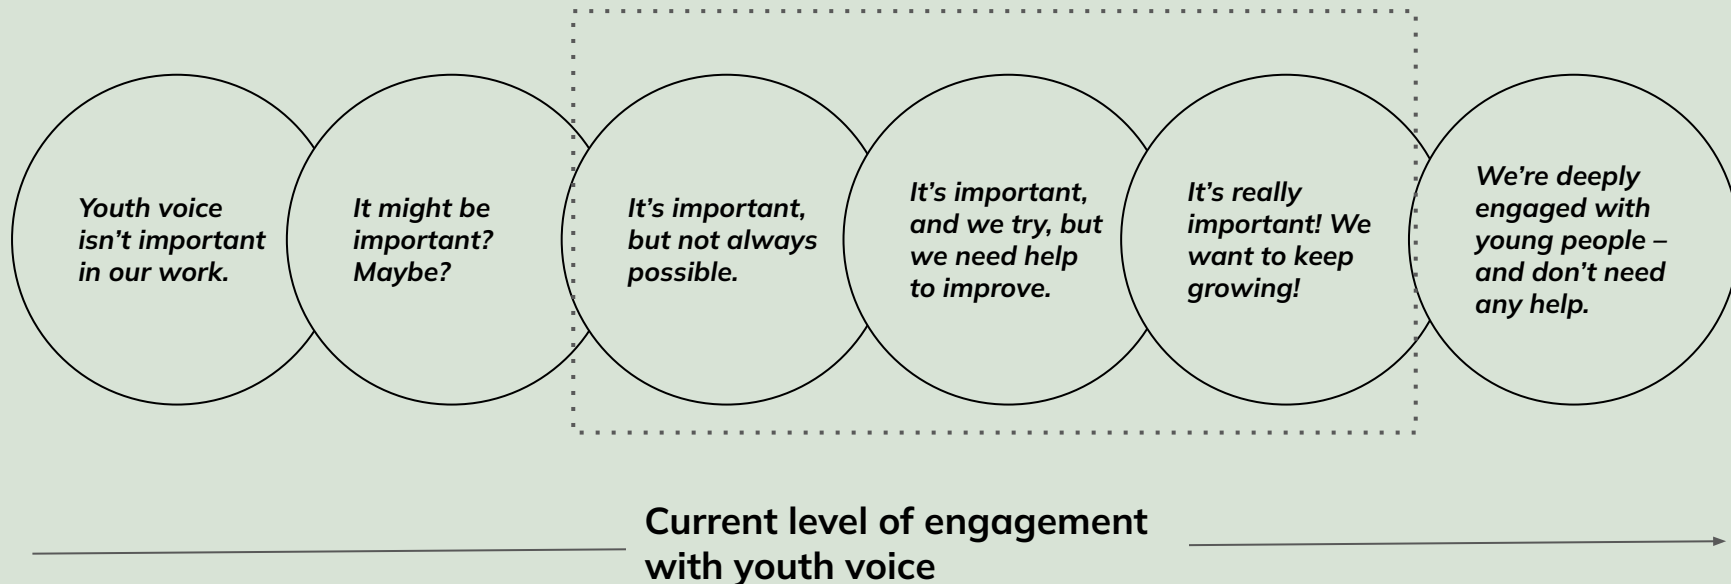 Youth voice
isn’t important
in our work.
It might be
important?
Maybe?
It’s important,
but not always
possible.
It’s important,
and we try, but
we need help
to improve.
It’s really
important! We
want to keep
growing!
We’re deeply
engaged with
young people –
and don’t need
any help.
Current level of engagement
with youth voice